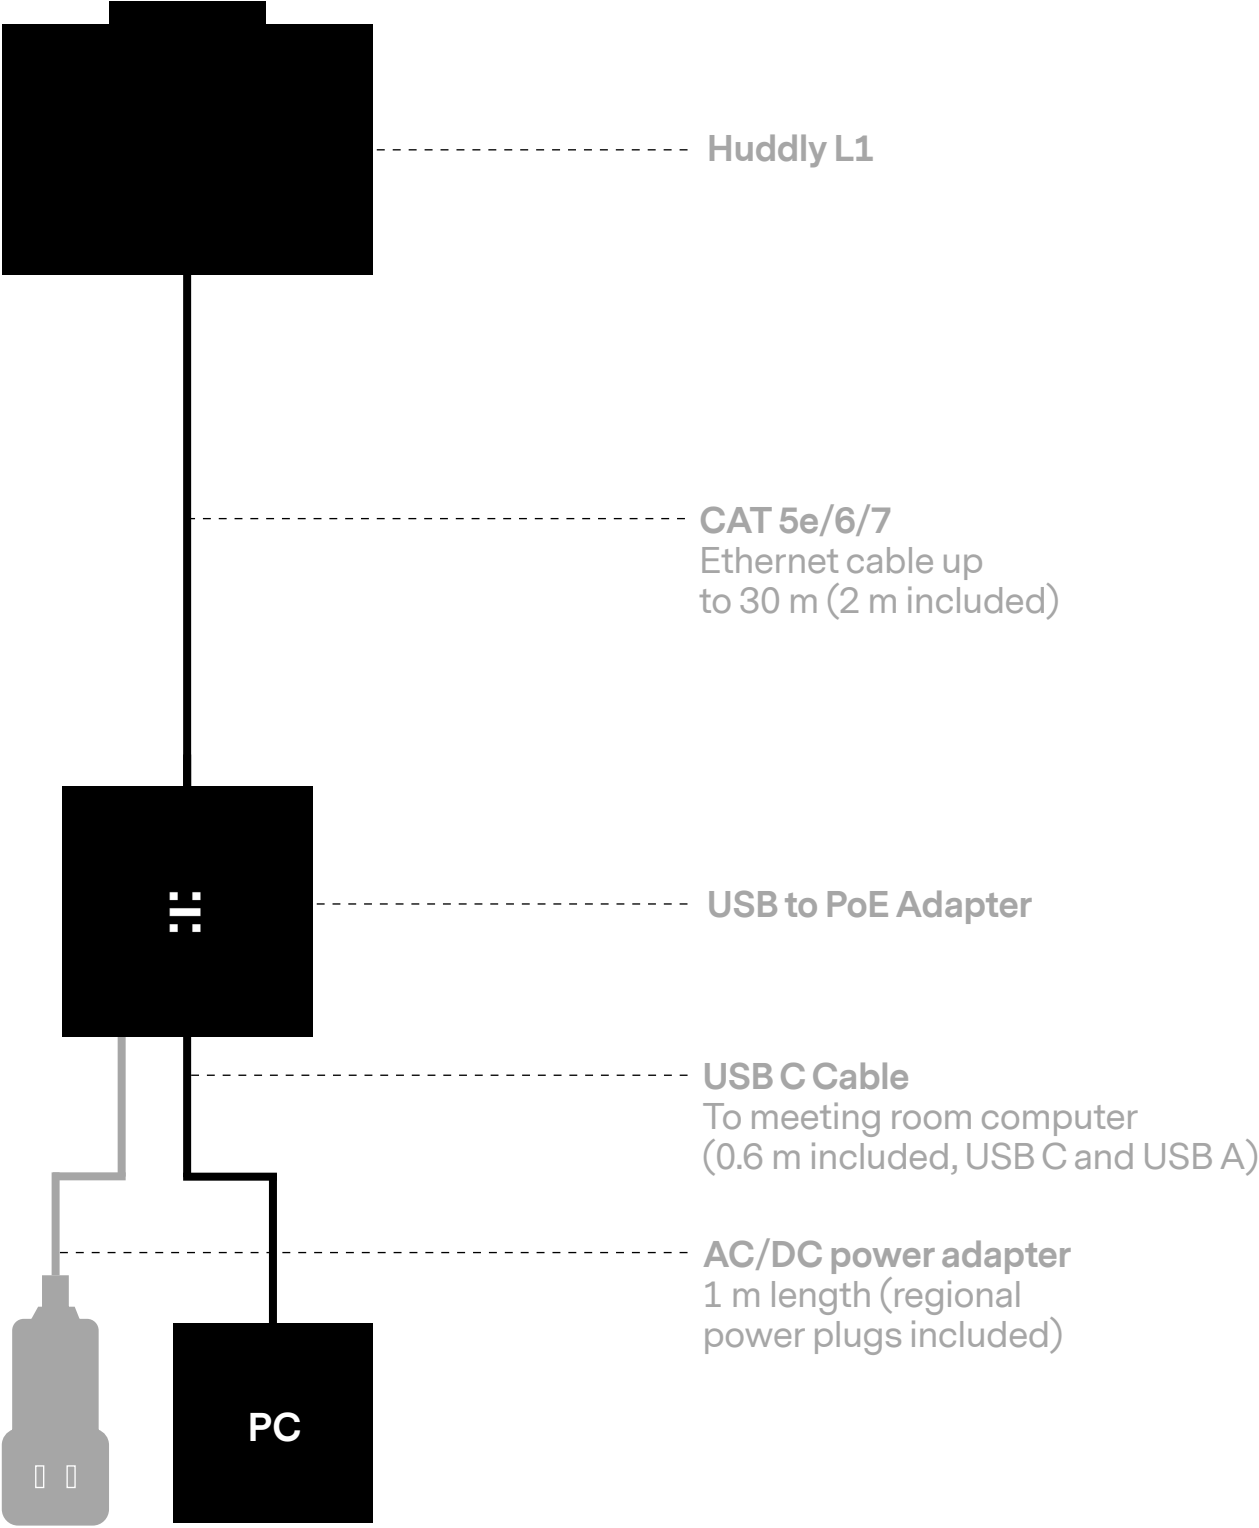 Huddly L1
CAT 5e/6/7
Ethernet cable up
to 30 m (2 m included)
USB to PoE Adapter
USB C Cable
To meeting room computer
(0.6 m included, USB C and USB A)
AC/DC power adapter
1 m length (regional
power plugs included)
PC